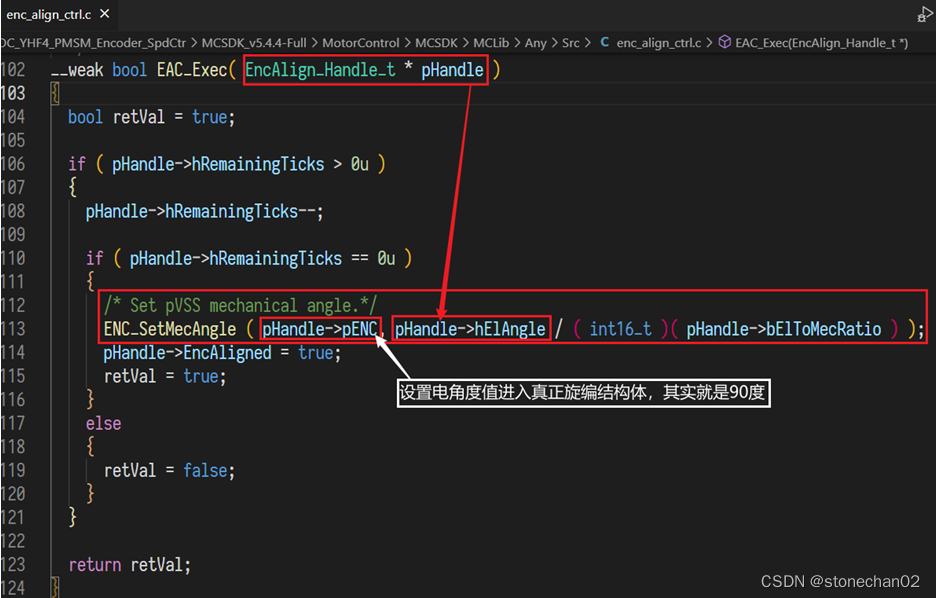 enc_align_ctrl.c ×
OC_YHF4_PMSM_Encoder_SpdCtr > MCSDK_v5.4.4-Full > MotorControl > MCSDK > MCLib > Any > Src > C enc_align_ctrl.c > EAC_Exec(EncAlign_Handle_t *)
102 __weak bool EAC_Exec( EncAlign_Handle_t * pHandle )
103 {
104 bool retVal = true;
105
106 if ( pHandle->hRemainingTicks > 0u )
107 {
108 pHandle->hRemainingTicks--;
109
110 if ( pHandle->hRemainingTicks == 0u )
111 {
112 /* Set pVSS mechanical angle.*/
113 ENC_SetMecAngle ( pHandle->pENC, pHandle->hElAngle / ( int16_t )( pHandle->bElToMecRatio ) );
114 pHandle->EncAligned = true;
115 retVal = true;
设置电角度值进入真正旋编结构体，其实就是90度
116 }
117 else
118 {
119 retVal = false;
120 }
121 }
122
123 return retVal;
124 }
CSDN @stonechan02